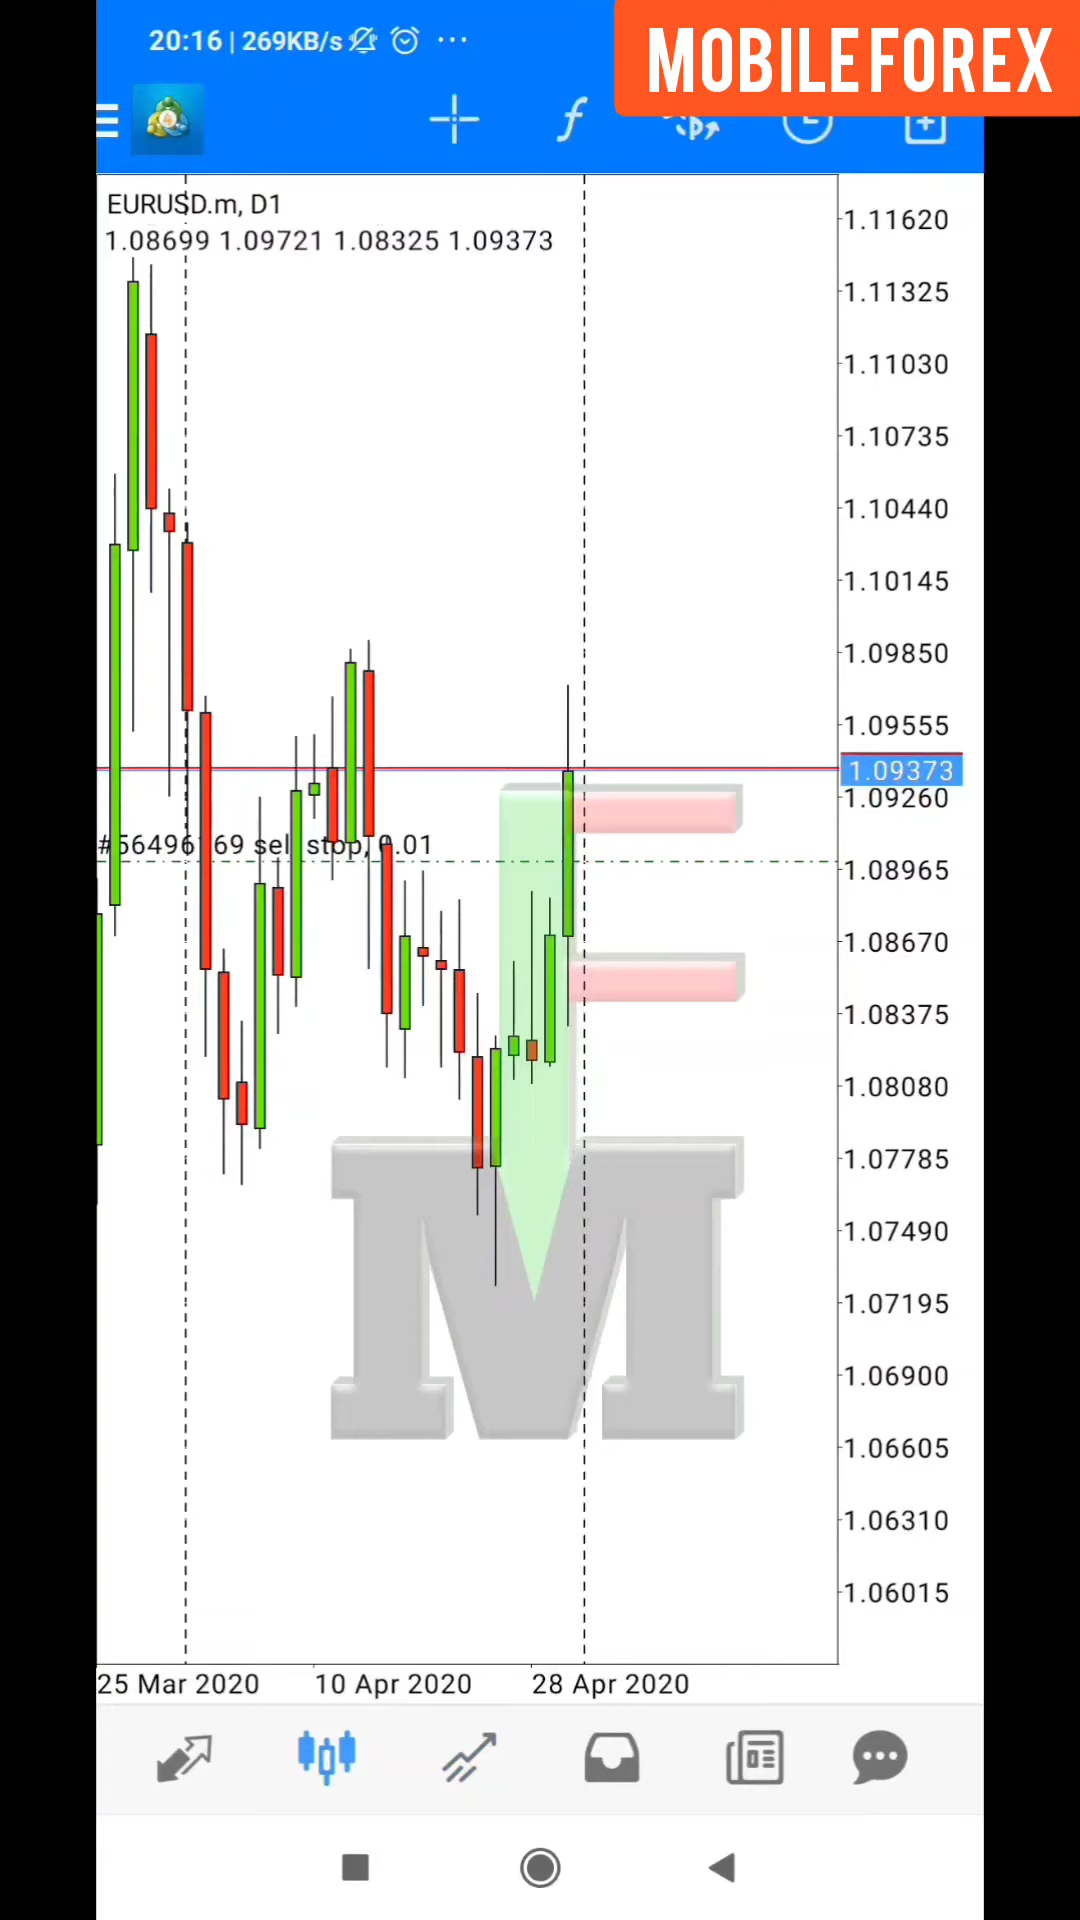 20:16 | 269KB/s ...
MOBILE FOREX
EURUSD.m, D1
1.08699 1.09721 1.08325 1.09373
1.11620
1.11325
1.11030
1.10735
1.10440
1.10145
1.09850
1.09555
1.09373
1.09260
#56496169 sell stop, 0.01
1.08965
1.08670
1.08375
1.08080
1.07785
1.07490
1.07195
1.06900
1.06605
1.06310
1.06015
F
M
25 Mar 2020 10 Apr 2020 28 Apr 2020